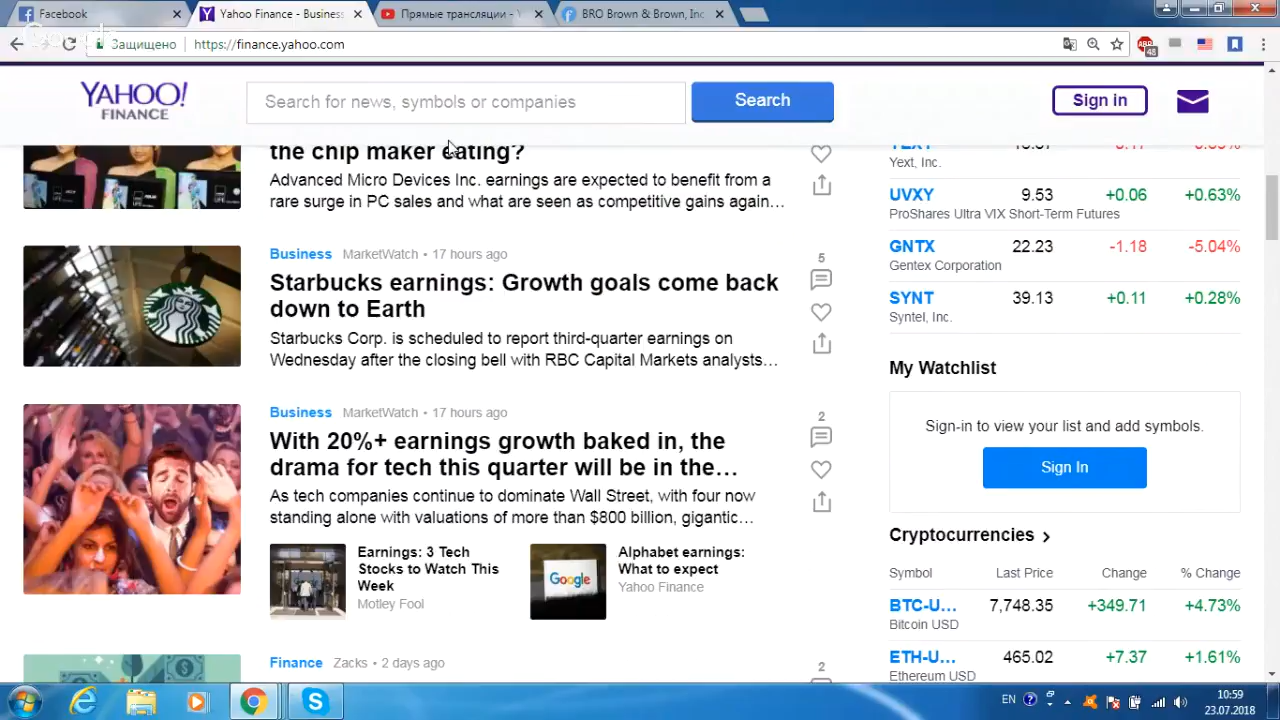 Facebook
Yahoo Finance - Business
Прямые трансляции - Y
BRO Brown & Brown, Inc
Защищено
https://finance.yahoo.com
48
YAHOO!
FINANCE
Search for news, symbols or companies
Search
Sign in
the chip maker eating?
Advanced Micro Devices Inc. earnings are expected to benefit from a
rare surge in PC sales and what are seen as competitive gains again…
Business MarketWatch • 17 hours ago
5
Starbucks earnings: Growth goals come back
down to Earth
Starbucks Corp. is scheduled to report third-quarter earnings on
Wednesday after the closing bell with RBC Capital Markets analysts…
Business MarketWatch • 17 hours ago
2
With 20%+ earnings growth baked in, the
drama for tech this quarter will be in the…
As tech companies continue to dominate Wall Street, with four now
standing alone with valuations of more than $800 billion, gigantic…
Earnings: 3 Tech
Stocks to Watch This
Week
Motley Fool
Google
Alphabet earnings:
What to expect
Yahoo Finance
Finance Zacks • 2 days ago
2
Yext, Inc.
UVXY 9.53 +0.06 +0.63%
ProShares Ultra VIX Short-Term Futures
GNTX 22.23 -1.18 -5.04%
Gentex Corporation
SYNT 39.13 +0.11 +0.28%
Syntel, Inc.
My Watchlist
Sign-in to view your list and add symbols.
Sign In
Cryptocurrencies
Symbol Last Price Change % Change
BTC-U... 7,748.35 +349.71 +4.73%
Bitcoin USD
ETH-U... 465.02 +7.37 +1.61%
Ethereum USD
EN
10:59
23.07.2018